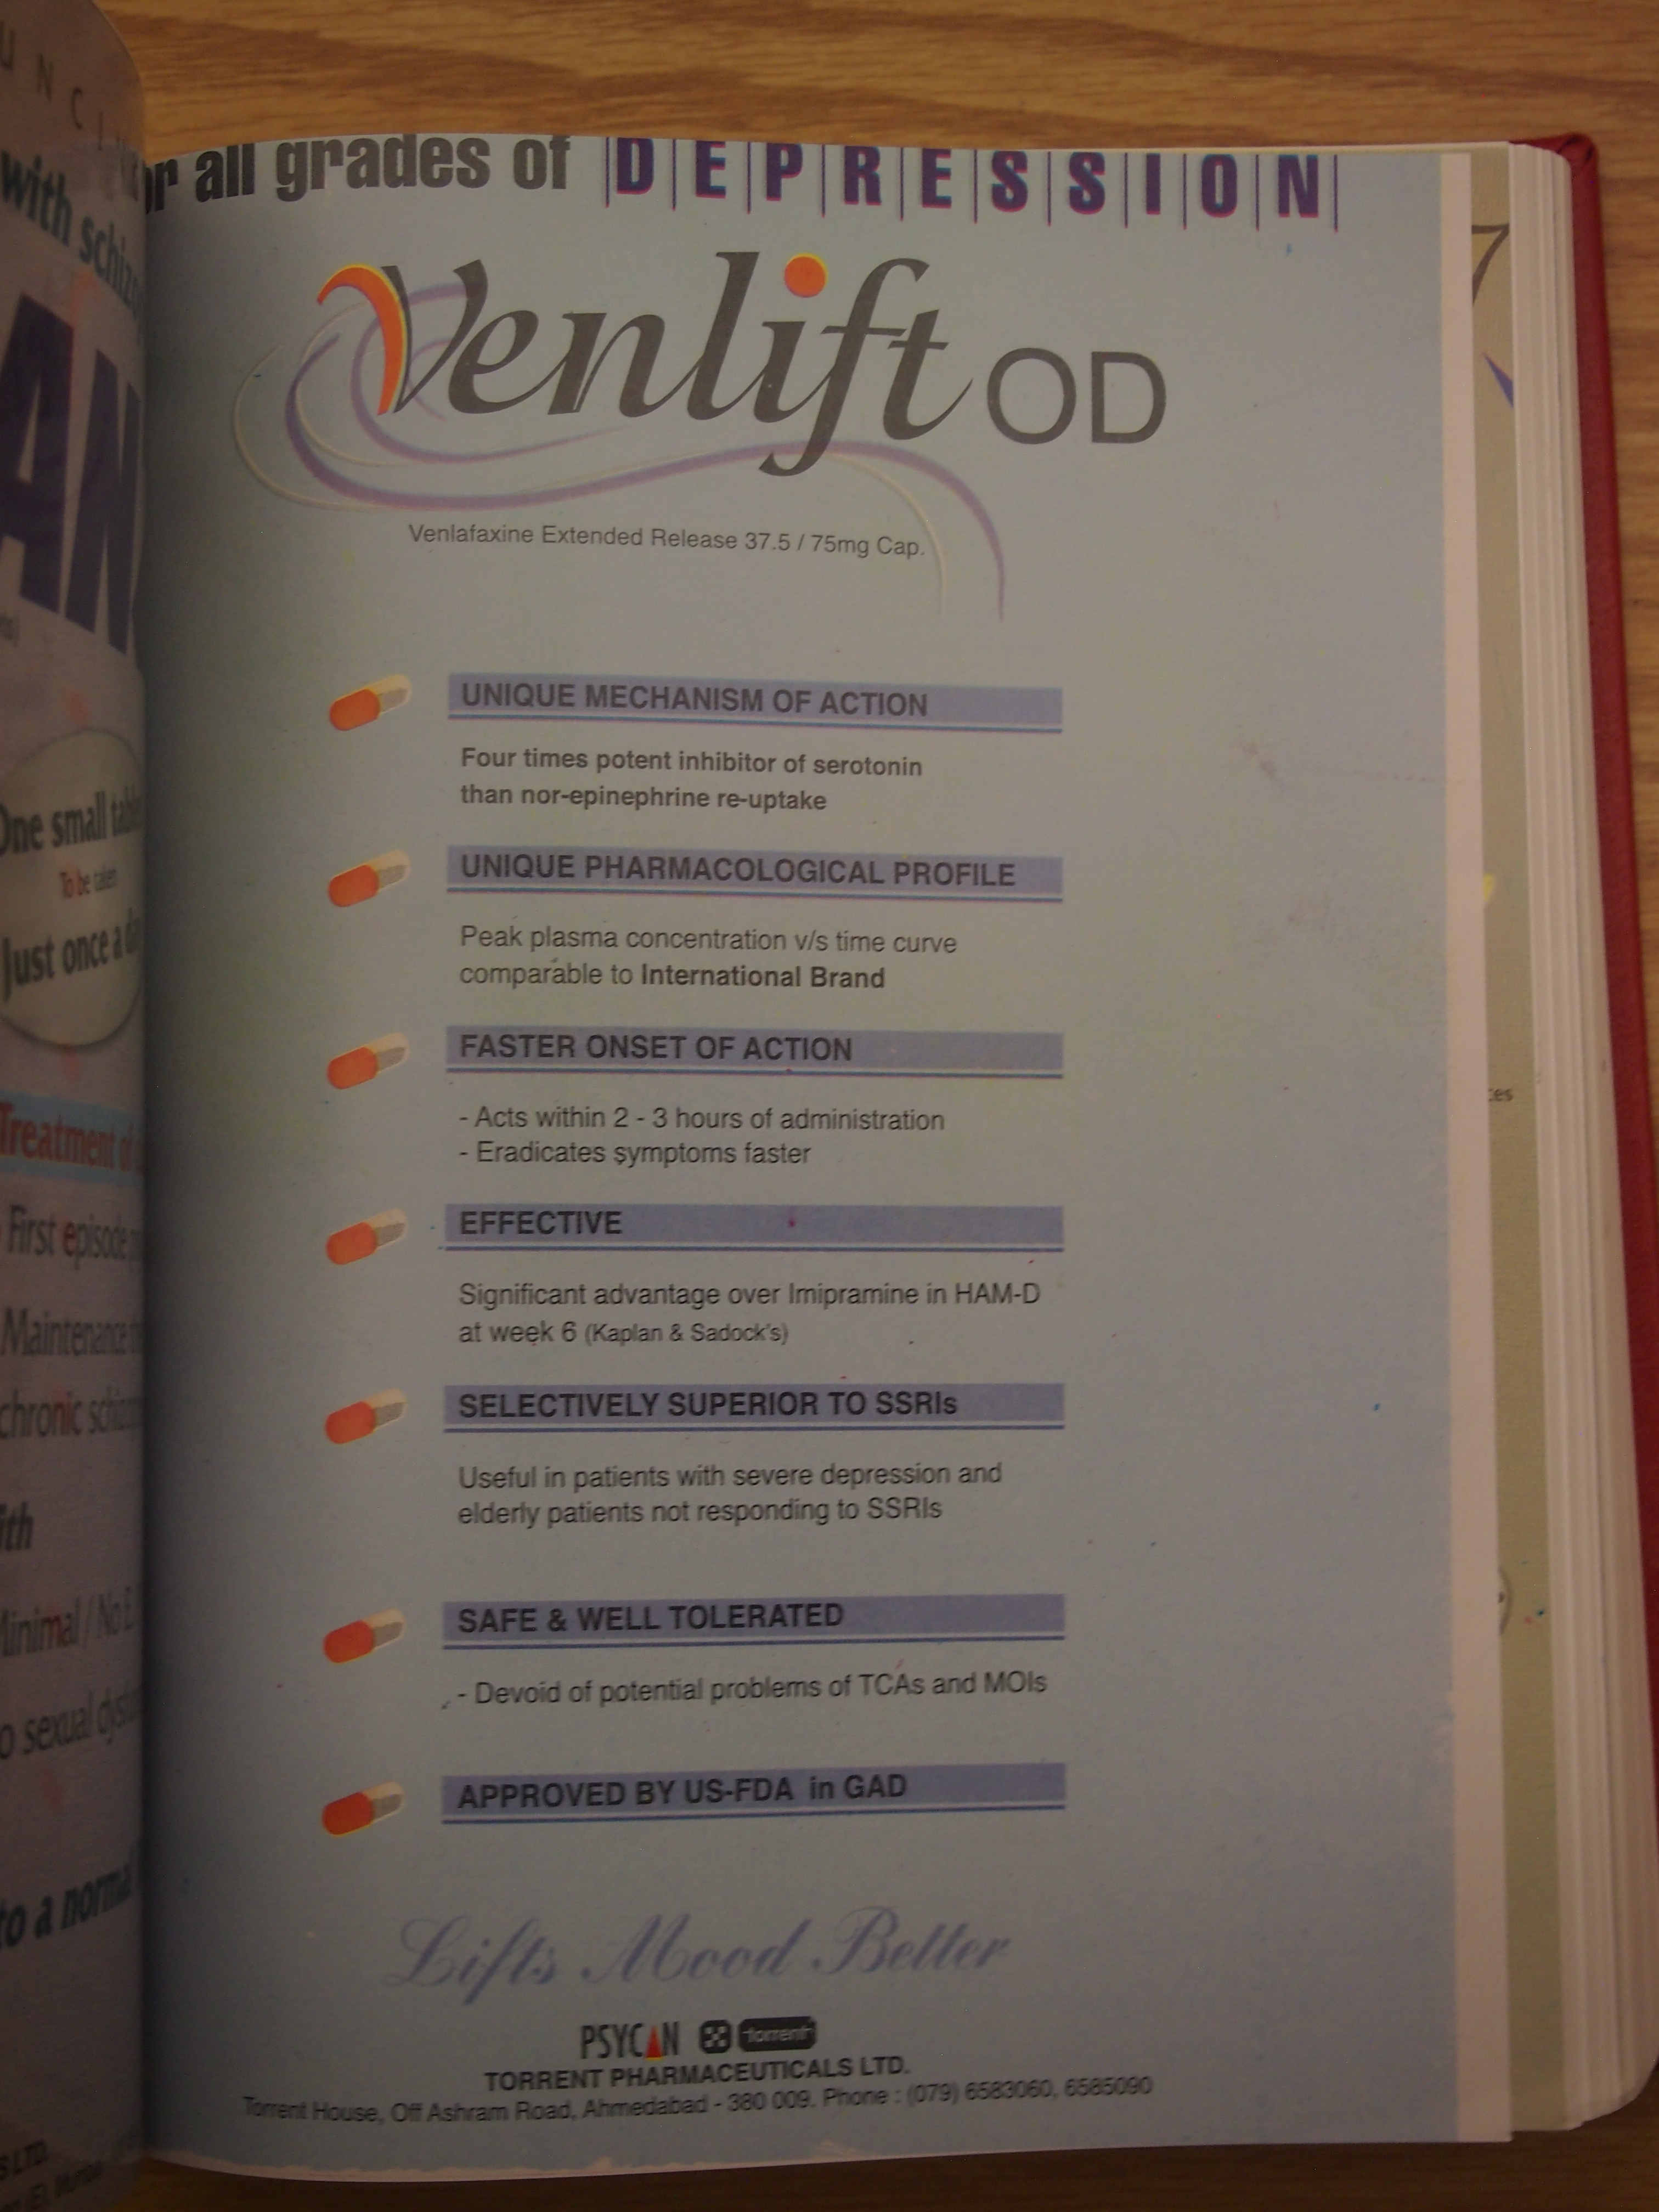 U N C
with schizo
AN
One small
To be taken
Just once a
Treatment of
First episode
Maintenance
chronic
ith
Minimal / No E
o sexual
to a normal
S LTD.
or all grades of DEPRESSION
Venlift OD
Venlafaxine Extended Release 37.5 / 75mg Cap.
UNIQUE MECHANISM OF ACTION
Four times potent inhibitor of serotonin
than nor-epinephrine re-uptake
UNIQUE PHARMACOLOGICAL PROFILE
Peak plasma concentration v/s time curve
comparable to International Brand
FASTER ONSET OF ACTION
- Acts within 2 - 3 hours of administration
- Eradicates symptoms faster
EFFECTIVE
Significant advantage over Imipramine in HAM-D
at week 6 (Kaplan & Sadock's)
SELECTIVELY SUPERIOR TO SSRIs
Useful in patients with severe depression and
elderly patients not responding to SSRIs
SAFE & WELL TOLERATED
- Devoid of potential problems of TCAs and MOIs
APPROVED BY US-FDA in GAD
Lifts Mood Better
PSYCAN torrent
TORRENT PHARMACEUTICALS LTD.
Torrent House, Off Ashram Road, Ahmedabad - 380 009. Phone : (079) 6583060, 6585090
ces